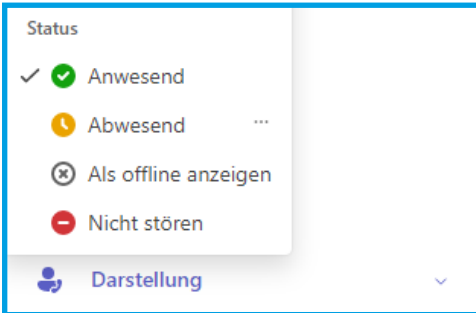 Status
Anwesend
Abwesend ...
Als offline anzeigen
Nicht stören
Darstellung